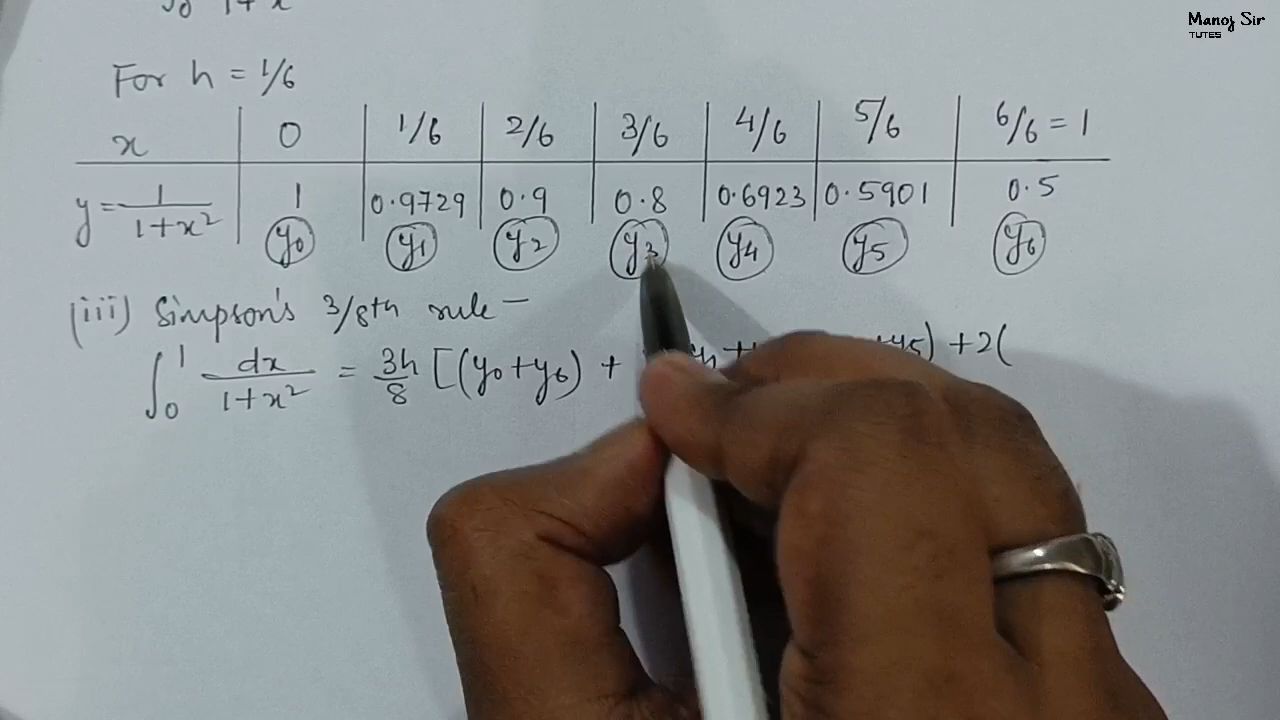 Manoj Sir
TUTES
For h = 1/6
x | 0 | 1/6 | 2/6 | 3/6 | 4/6 | 5/6 | 6/6 = 1
y = 1/(1+x²) | 1 | 0.9729 | 0.9 | 0.8 | 0.6923 | 0.5901 | 0.5
y0 y1 y2 y3 y4 y5 y6
(iii) Simpson's 3/8th rule –
∫₀¹ dx/(1+x²) = 3h/8 [(y0+y6) + y5) + 2(